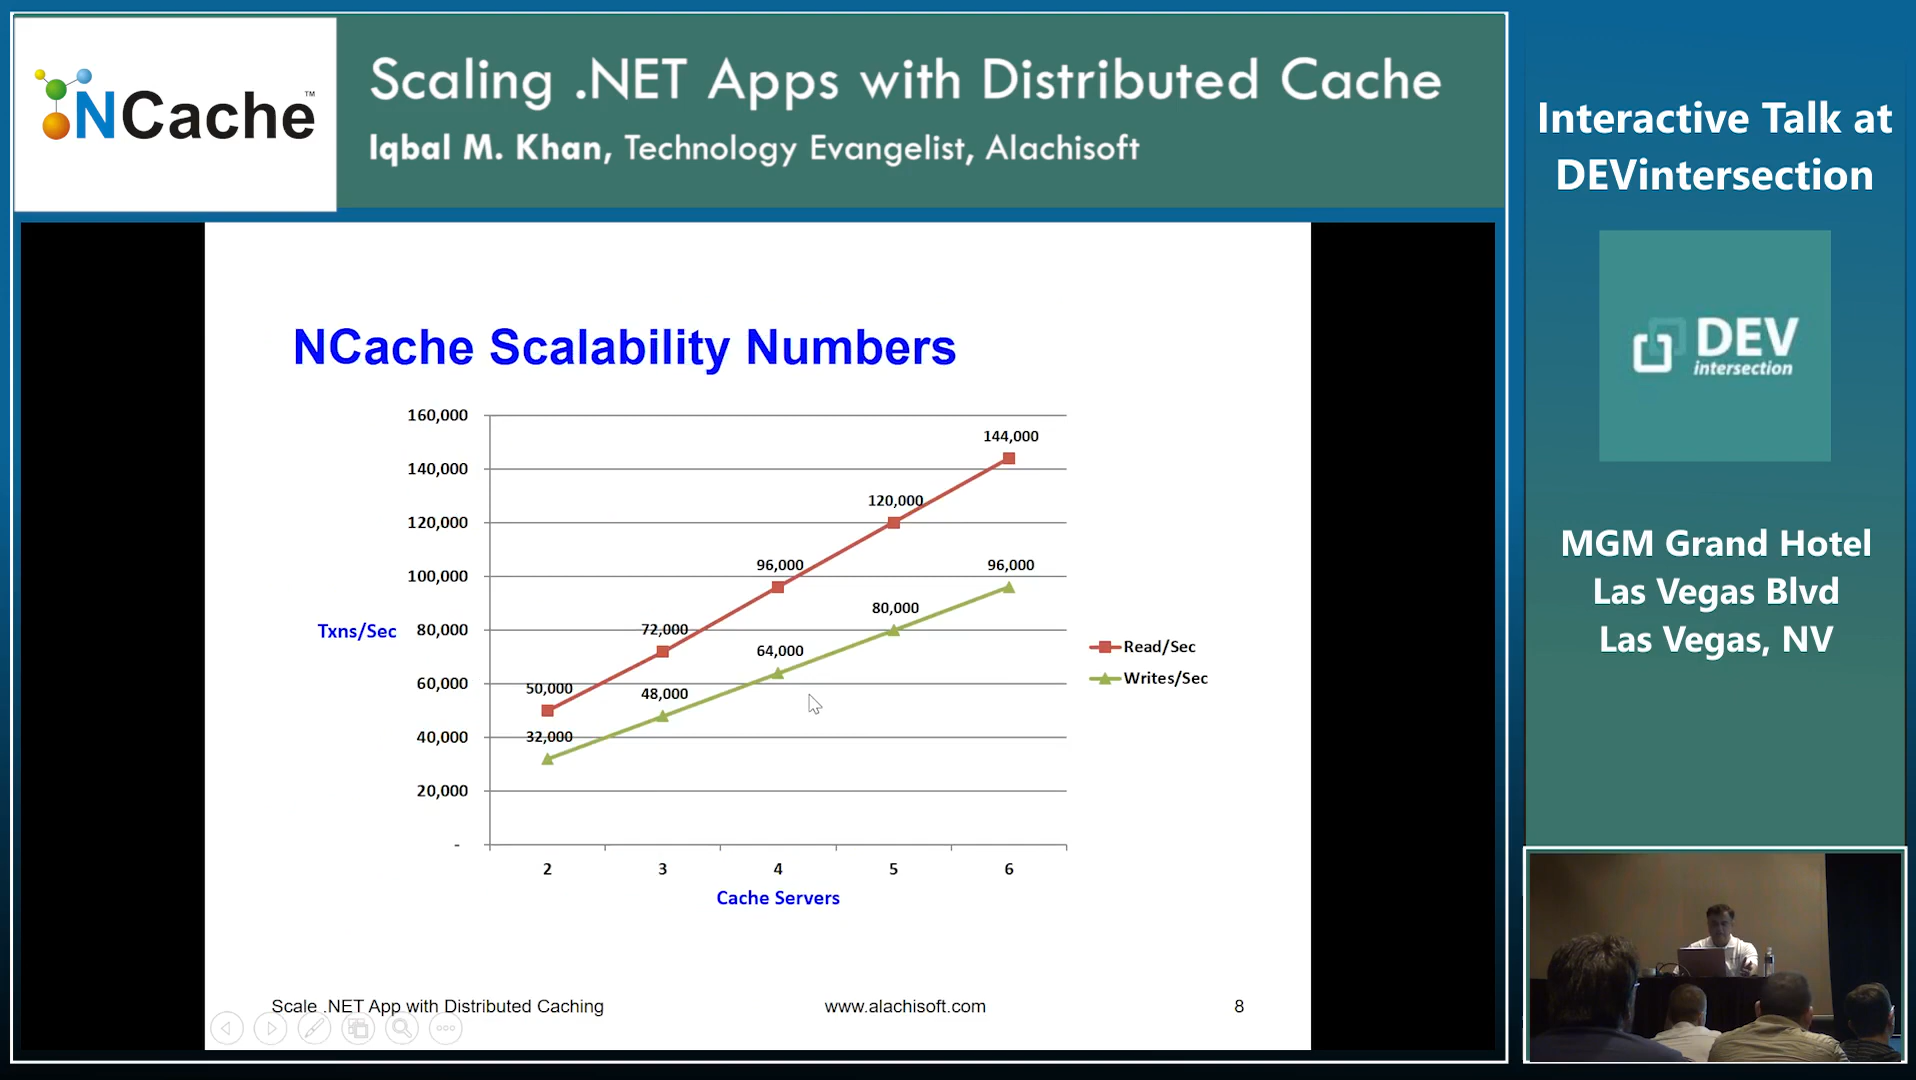 NCache™
Scaling .NET Apps with Distributed Cache
Iqbal M. Khan, Technology Evangelist, Alachisoft
Interactive Talk at
DEVintersection
DEV
intersection
MGM Grand Hotel
Las Vegas Blvd
Las Vegas, NV
NCache Scalability Numbers
160,000
140,000
120,000
100,000
80,000
60,000
40,000
20,000
-
Txns/Sec
144,000
120,000
96,000
72,000
50,000
96,000
80,000
64,000
48,000
32,000
Read/Sec
Writes/Sec
2 3 4 5 6
Cache Servers
Scale .NET App with Distributed Caching www.alachisoft.com 8